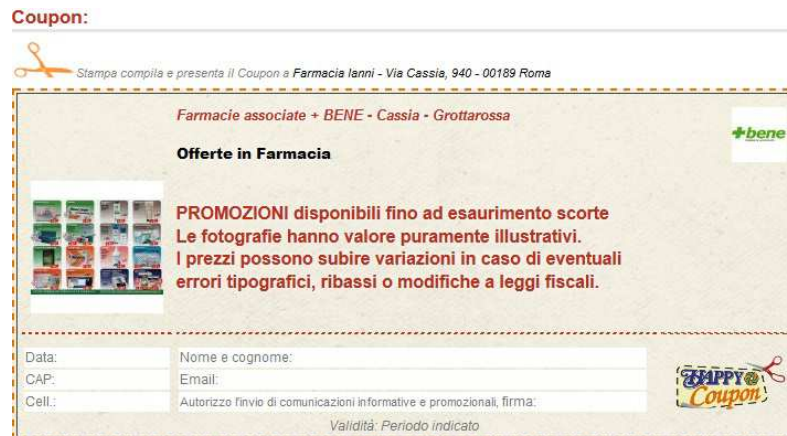 Coupon:
Stampa compila e presenta il Coupon a Farmacia Ianni - Via Cassia, 940 - 00189 Roma
Farmacie associate + BENE - Cassia - Grottarossa
+bene
Offerte in Farmacia
PROMOZIONI disponibili fino ad esaurimento scorte
Le fotografie hanno valore puramente illustrativi.
I prezzi possono subire variazioni in caso di eventuali
errori tipografici, ribassi o modifiche a leggi fiscali.
Data:
Nome e cognome:
CAP:
Email:
Cell.:
Autorizzo l'invio di comunicazioni informative e promozionali, firma:
HAPPY
Coupon
Validità: Periodo indicato